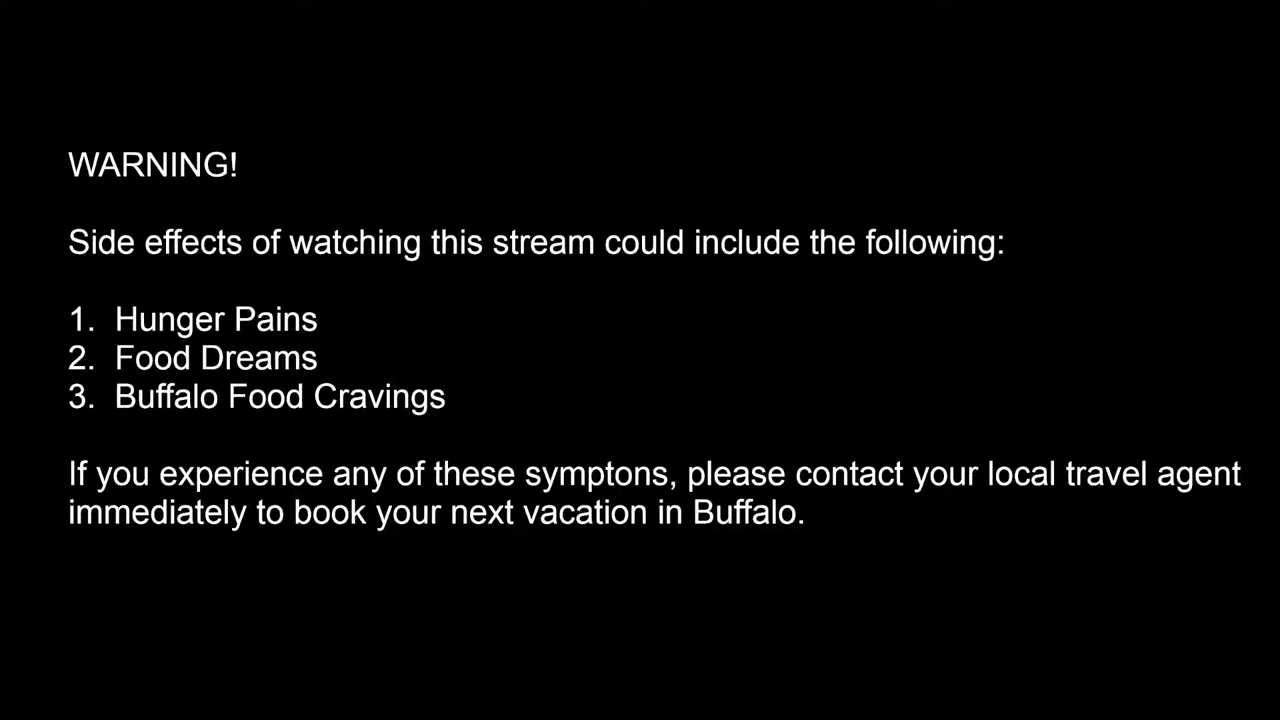 WARNING!
Side effects of watching this stream could include the following:
1. Hunger Pains
2. Food Dreams
3. Buffalo Food Cravings
If you experience any of these symptons, please contact your local travel agent
immediately to book your next vacation in Buffalo.